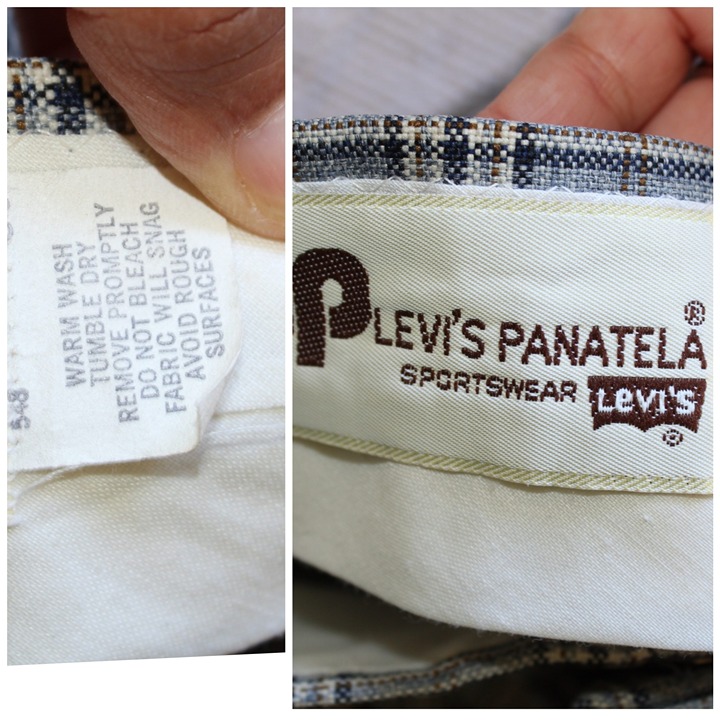 WARM WASH
TUMBLE DRY
REMOVE PROMPTLY
DO NOT BLEACH
FABRIC WILL SNAG
AVOID ROUGH
SURFACES
548
P LEVI'S PANATELA ®
SPORTSWEAR
LEVI'S ®